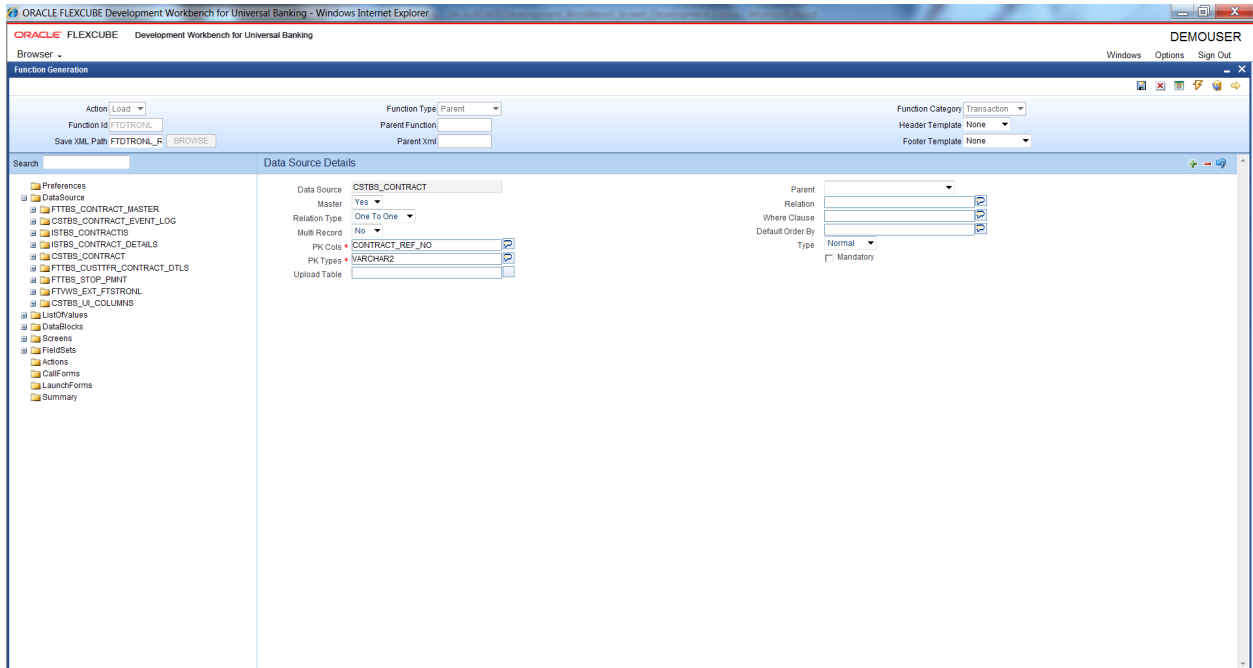 ORACLE FLEXCUBE Development Workbench for Universal Banking - Windows Internet Explorer
ORACLE FLEXCUBE Development Workbench for Universal Banking DEMOUSER
Browser Windows Options Sign Out
Function Generation
Action Load Function Type Parent Function Category Transaction
Function Id FTDTRONL Parent Function Header Template None
Save XML Path FTDTRONL_R BROWSE Parent Xml Footer Template None
Search Data Source Details
Preferences
DataSource
FTTBS_CONTRACT_MASTER
CSTBS_CONTRACT_EVENT_LOG
ISTBS_CONTRACTIS
ISTBS_CONTRACT_DETAILS
CSTBS_CONTRACT
FTTBS_CUSTTFR_CONTRACT_DTLS
FTTBS_STOP_PMNT
FTVWS_EXT_FTSTRONL
CSTBS_UI_COLUMNS
ListOfValues
DataBlocks
Screens
FieldSets
Actions
CallForms
LaunchForms
Summary
Data Source CSTBS_CONTRACT
Master Yes
Relation Type One To One
Multi Record No
PK Cols * CONTRACT_REF_NO
PK Types * VARCHAR2
Upload Table
Parent
Relation
Where Clause
Default Order By
Type Normal
Mandatory